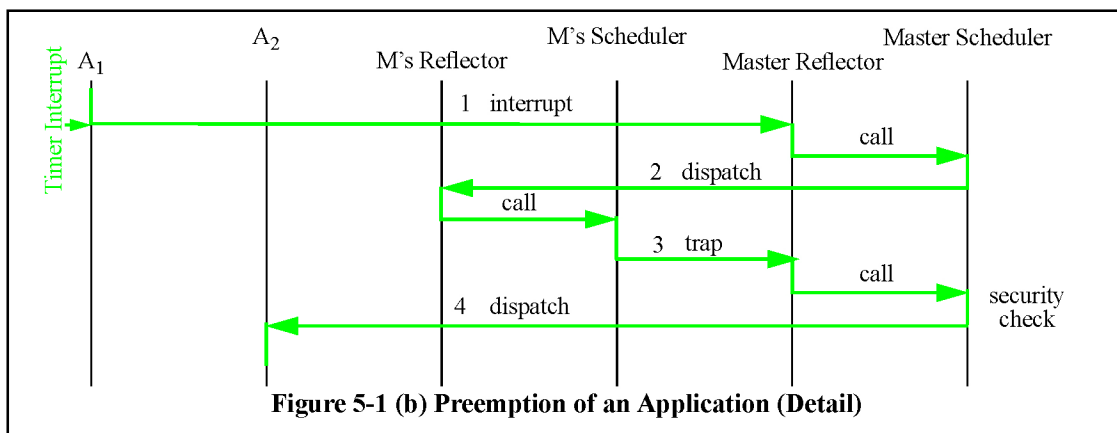 A2
M's Scheduler
Master Scheduler
A1
M's Reflector
Master Reflector
Timer Interrupt
1 interrupt
call
2 dispatch
call
3 trap
call
4 dispatch
security
check
Figure 5-1 (b) Preemption of an Application (Detail)